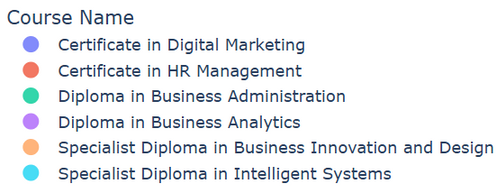 Course Name
Certificate in Digital Marketing
Certificate in HR Management
Diploma in Business Administration
Diploma in Business Analytics
Specialist Diploma in Business Innovation and Design
Specialist Diploma in Intelligent Systems